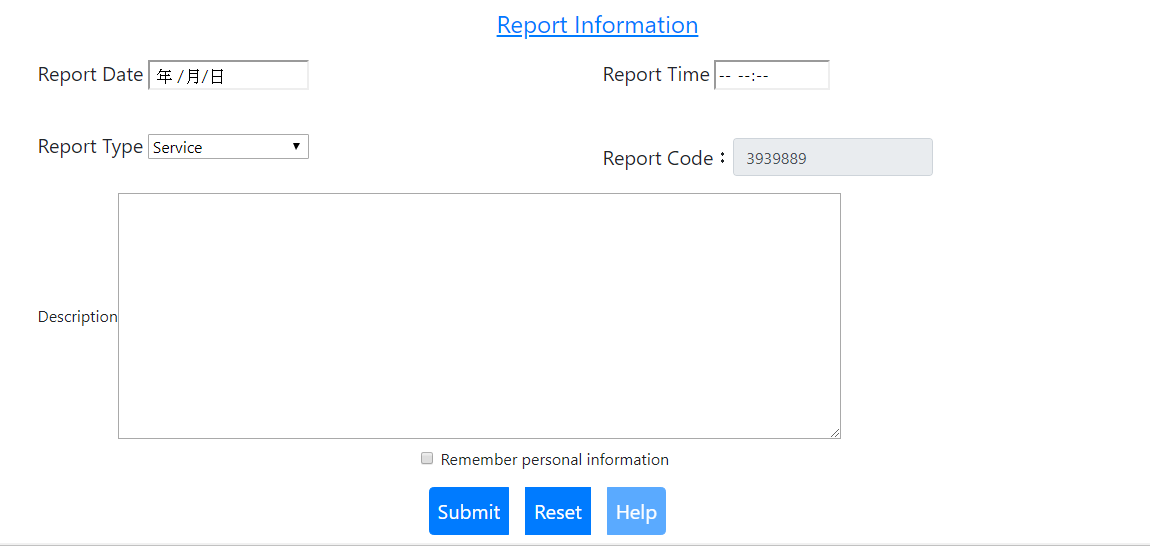 Report Information
Report Date 年 /月/日
Report Time -- --:--
Report Type Service
Report Code： 3939889
Description
Remember personal information
Submit Reset Help